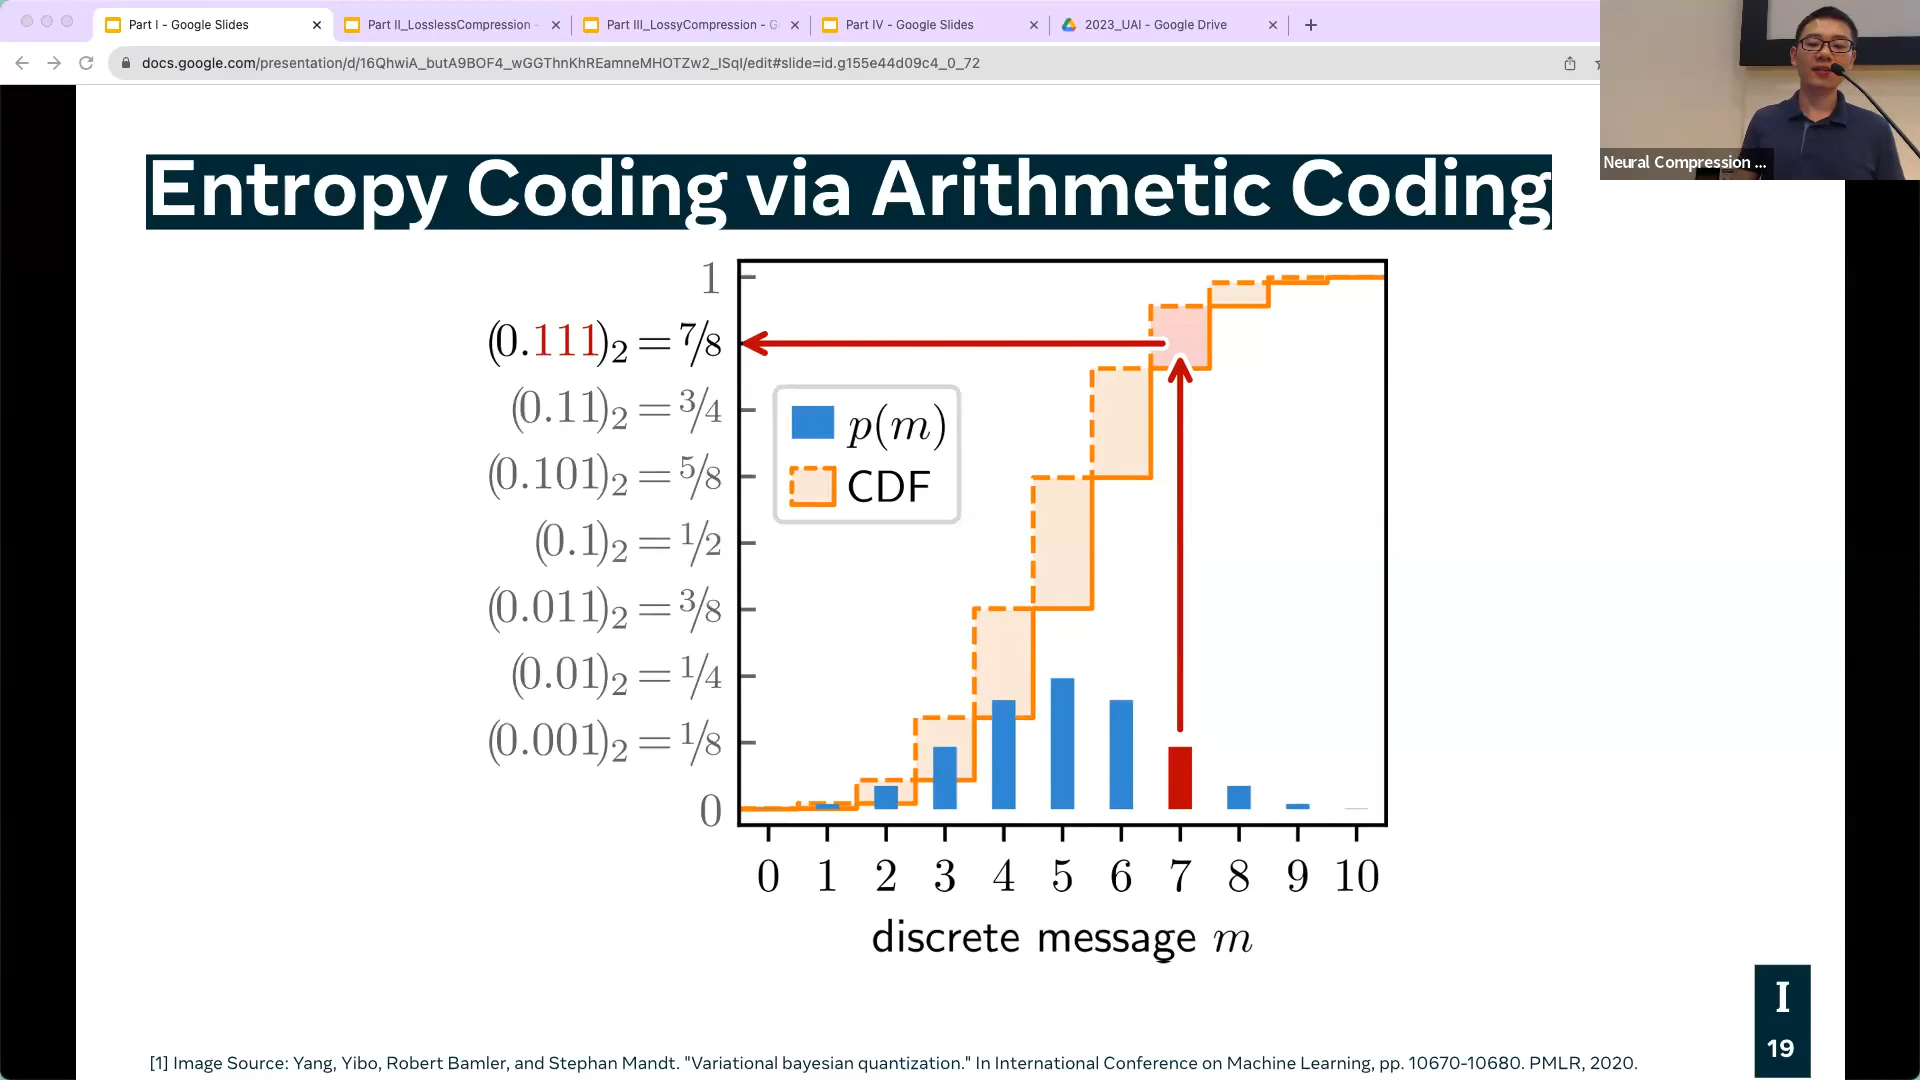 Part I - Google Slides
Part II_LosslessCompression -
Part III_LossyCompression - G
Part IV - Google Slides
2023_UAI - Google Drive
docs.google.com/presentation/d/16QhwiA_butA9BOF4_wGGThnKhREamneMHOTZw2_ISqI/edit#slide=id.g155e44d09c4_0_72
Neural Compression ...
Entropy Coding via Arithmetic Coding
1
(0.111)₂ = 7/8
(0.11)₂ = 3/4
(0.101)₂ = 5/8
(0.1)₂ = 1/2
(0.011)₂ = 3/8
(0.01)₂ = 1/4
(0.001)₂ = 1/8
0
p(m)
CDF
0 1 2 3 4 5 6 7 8 9 10
discrete message m
I
19
[1] Image Source: Yang, Yibo, Robert Bamler, and Stephan Mandt. "Variational bayesian quantization." In International Conference on Machine Learning, pp. 10670-10680. PMLR, 2020.